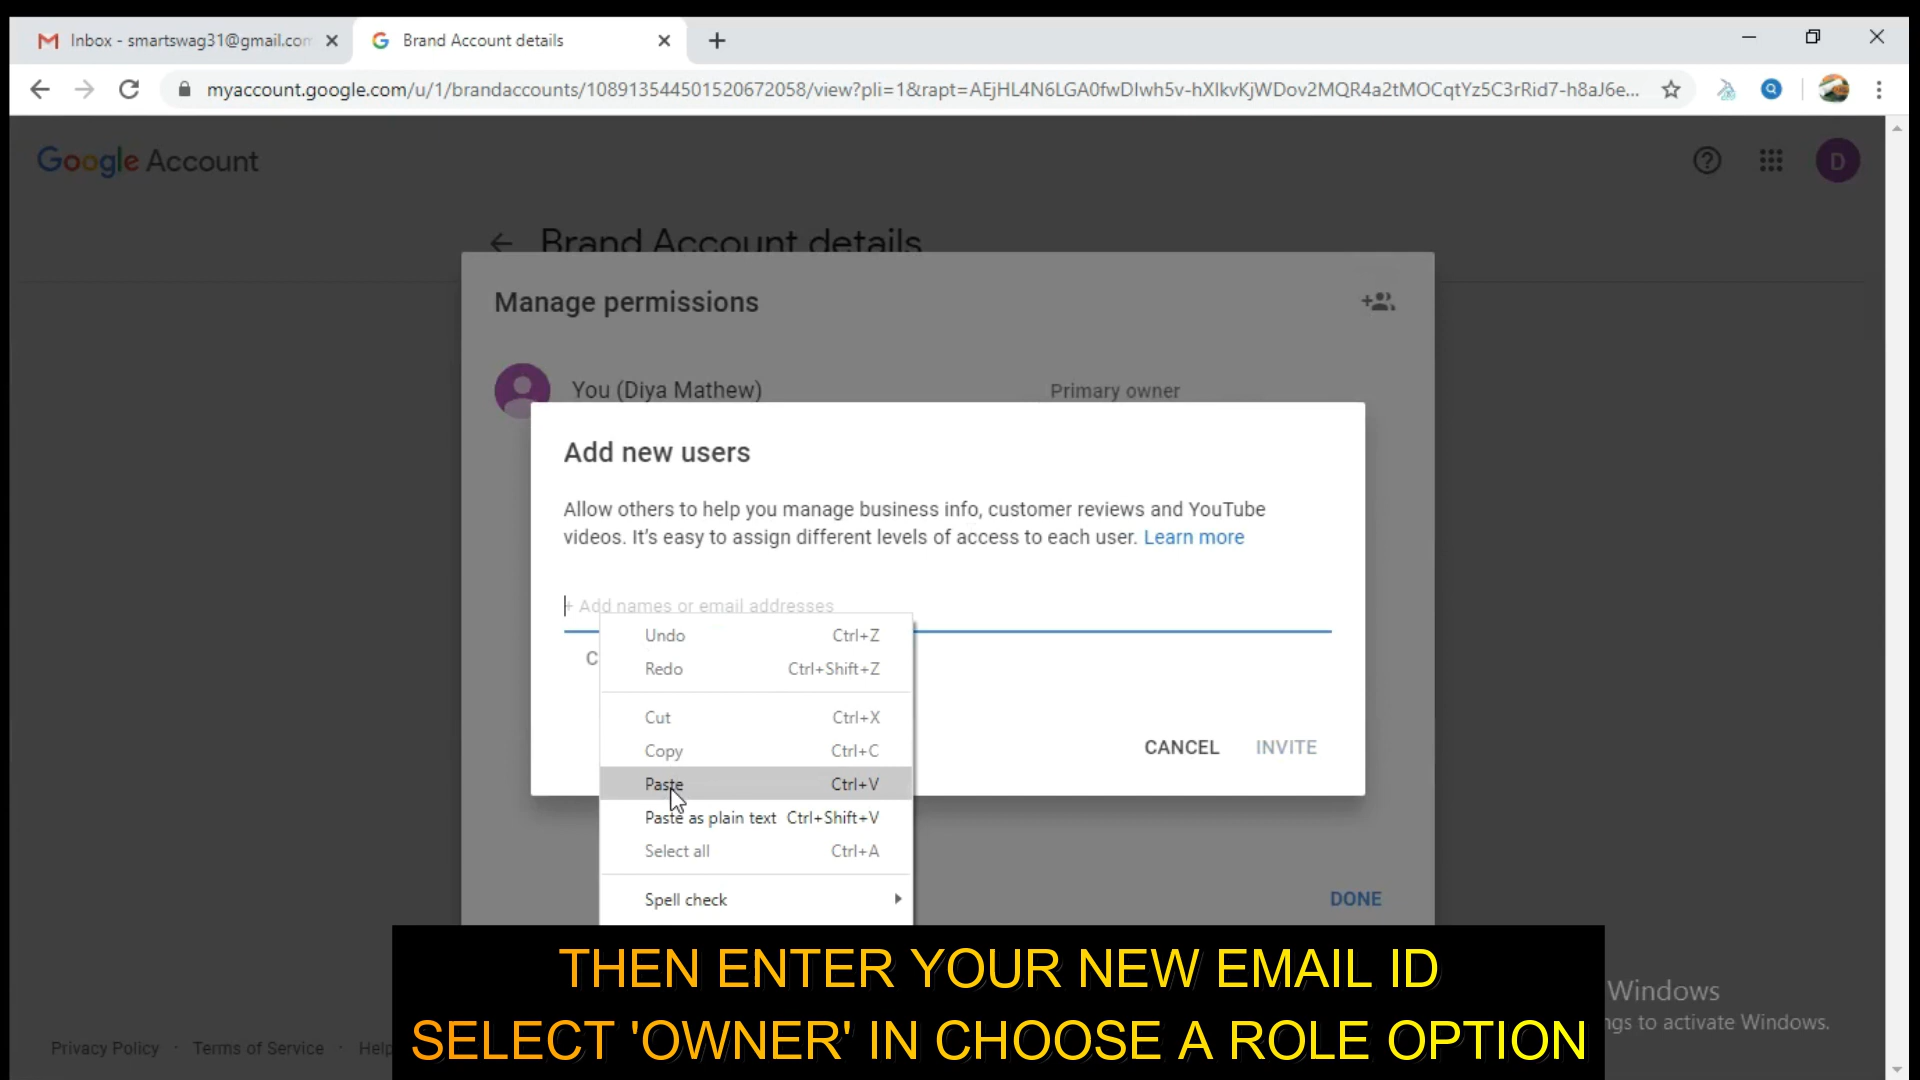 Inbox - smartswag31@gmail.com
Brand Account details
myaccount.google.com/u/1/brandaccounts/108913544501520672058/view?pli=1&rapt=AEjHL4N6LGA0fwDIwh5v-hXIkvKjWDov2MQR4a2tMOCqtYz5C3rRid7-h8aJ6e...
Google Account
D
Brand Account details
Manage permissions
You (Diya Mathew)
Primary owner
Add new users
Allow others to help you manage business info, customer reviews and YouTube
videos. It's easy to assign different levels of access to each user. Learn more
+ Add names or email addresses
C
Undo Ctrl+Z
Redo Ctrl+Shift+Z
Cut Ctrl+X
Copy Ctrl+C
Paste Ctrl+V
Paste as plain text Ctrl+Shift+V
Select all Ctrl+A
Spell check
CANCEL INVITE
DONE
THEN ENTER YOUR NEW EMAIL ID
SELECT 'OWNER' IN CHOOSE A ROLE OPTION
Windows
ngs to activate Windows.
Privacy Policy · Terms of Service · Help